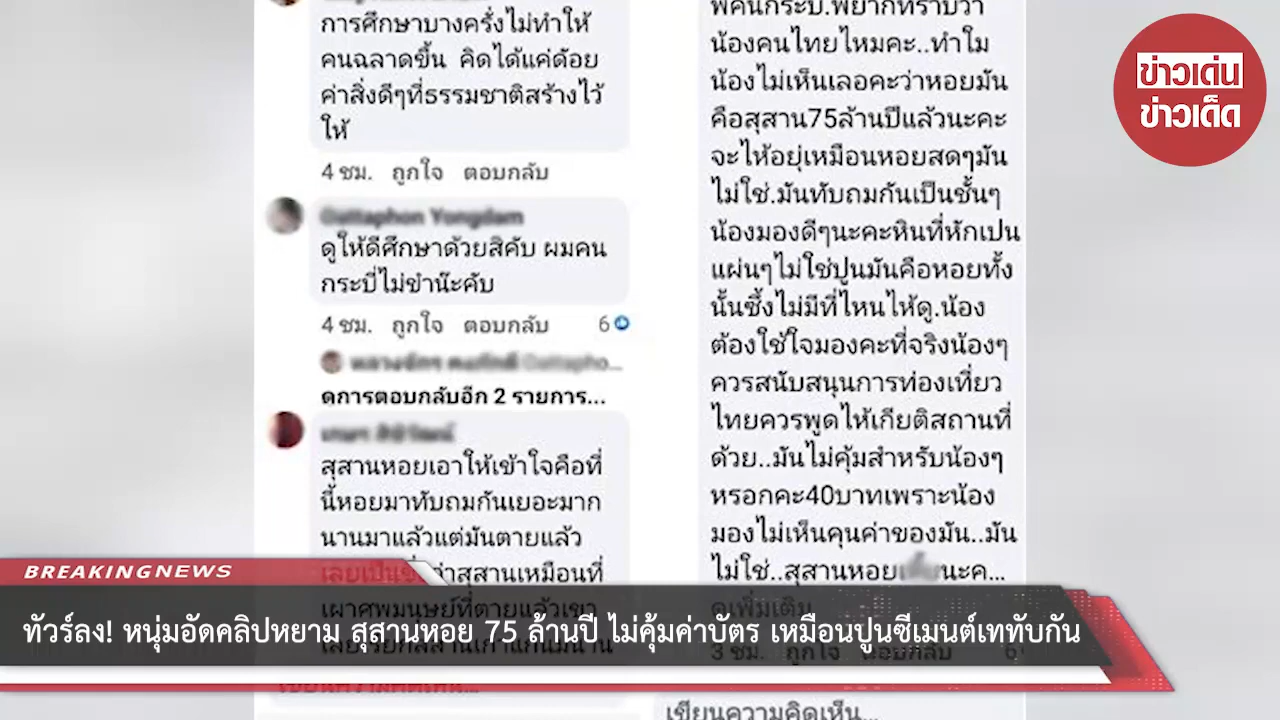 การศึกษาบางครั้งไม่ทำให้
คนฉลาดขึ้น คิดได้แค่ด้อย
ค่าสิ่งดีๆที่ธรรมชาติสร้างไว้
ให้
4 ชม. ถูกใจ ตอบกลับ
ดูให้ดีศึกษาด้วยสิคับ ผมคน
กระบี่ไม่ขำน๊ะคับ
4 ชม. ถูกใจ ตอบกลับ 6
ดูการตอบกลับอีก 2 รายการ...
สุสานหอยเอาให้เข้าใจคือที่
นี้หอยมาทับถมกันเยอะมาก
นานมาแล้วแต่มันตายแล้ว
เลยเป็นชื่อว่าสุสานเหมือนที่
เผาศพมนุษย์ที่ตายแล้วเขา
พี่คนกระบี่.พี่อยากทราบว่า
น้องคนไทยไหมคะ..ทำไม
น้องไม่เห็นเลอคะว่าหอยมัน
คือสุสาน75ล้านปีแล้วนะคะ
จะไห้อยุ่เหมือนหอยสดๆมัน
ไม่ใช่.มันทับถมกันเป็นชั้นๆ
น้องมองดีๆนะคะหินที่หักเปน
แผ่นๆไม่ใช่ปูนมันคือหอยทั้ง
นั้นซึ้งไม่มีที่ไหนไห้ดู.น้อง
ต้องใช้ใจมองคะที่จริงน้องๆ
ควรสนับสนุนการท่องเที่ยว
ไทยควรพูดไห้เกียติสถานที่
ด้วย..มันไม่คุ้มสำหรับน้องๆ
หรอกคะ40บาทเพราะน้อง
มองไม่เห็นคุนค่าของมัน..มัน
ไม่ใช่..สุสานหอย นะค...
ดูเพิ่มเติม
3 ชม. ถูกใจ ตอบกลับ 6
เขียนความคิดเห็น...
ข่าวเด่น
ข่าวเด็ด
BREAKING NEWS
ทัวร์ลง! หนุ่มอัดคลิปหยาม สุสานหอย 75 ล้านปี ไม่คุ้มค่าบัตร เหมือนปูนซีเมนต์เททับกัน